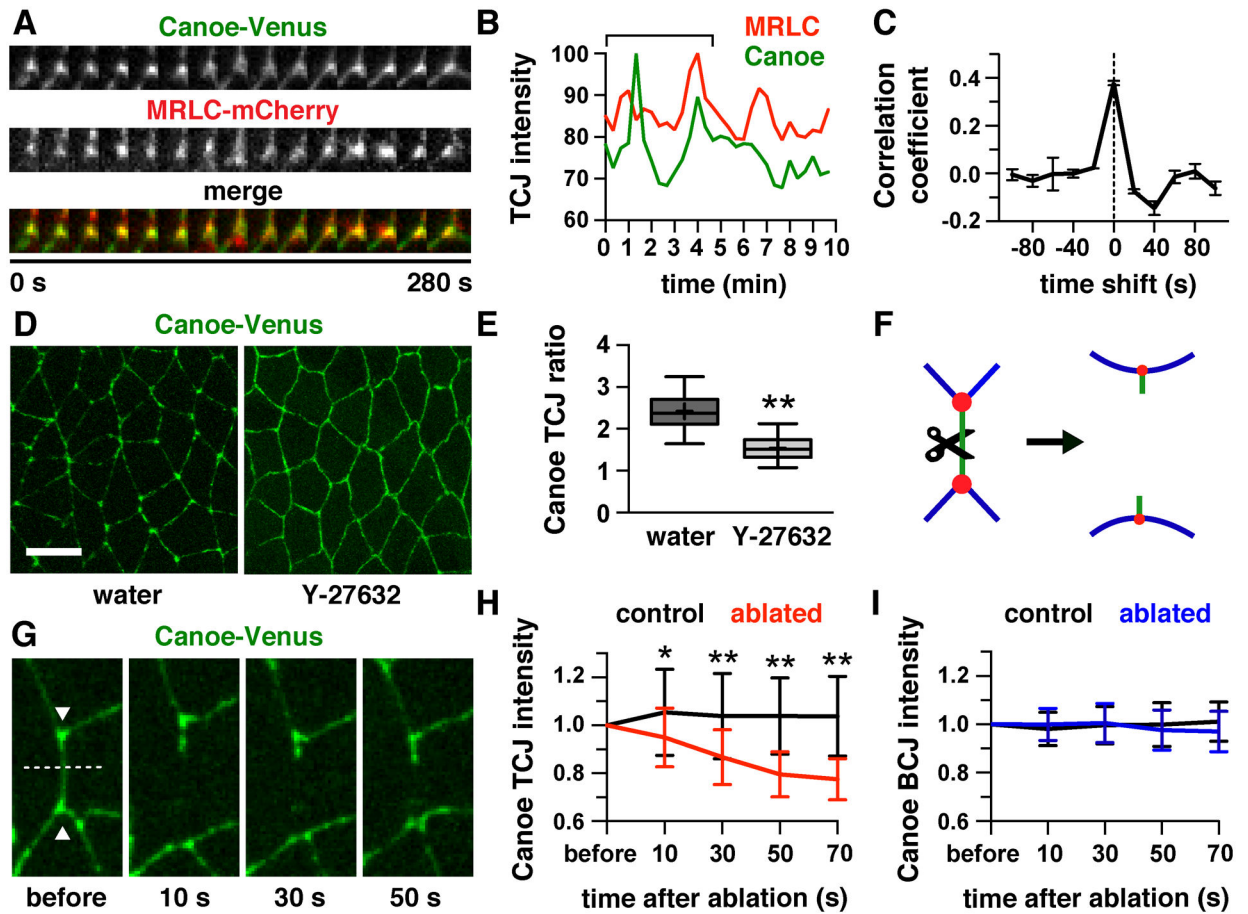 A
Canoe-Venus
MRLC-mCherry
merge
0 s 280 s
B
MRLC
Canoe
TCJ intensity
100
90
80
70
60
0 1 2 3 4 5 6 7 8 9 10
time (min)
C
Correlation
coefficient
0.4
0.2
0.0
-0.2
-80 -40 0 40 80
time shift (s)
D
Canoe-Venus
water Y-27632
E
Canoe TCJ ratio
4
3
2
1
0
**
water Y-27632
F
G
Canoe-Venus
before 10 s 30 s 50 s
H
control ablated
Canoe TCJ intensity
* ** ** **
1.2
1.0
0.8
0.6
before 10 30 50 70
time after ablation (s)
I
control ablated
Canoe BCJ intensity
1.2
1.0
0.8
0.6
before 10 30 50 70
time after ablation (s)